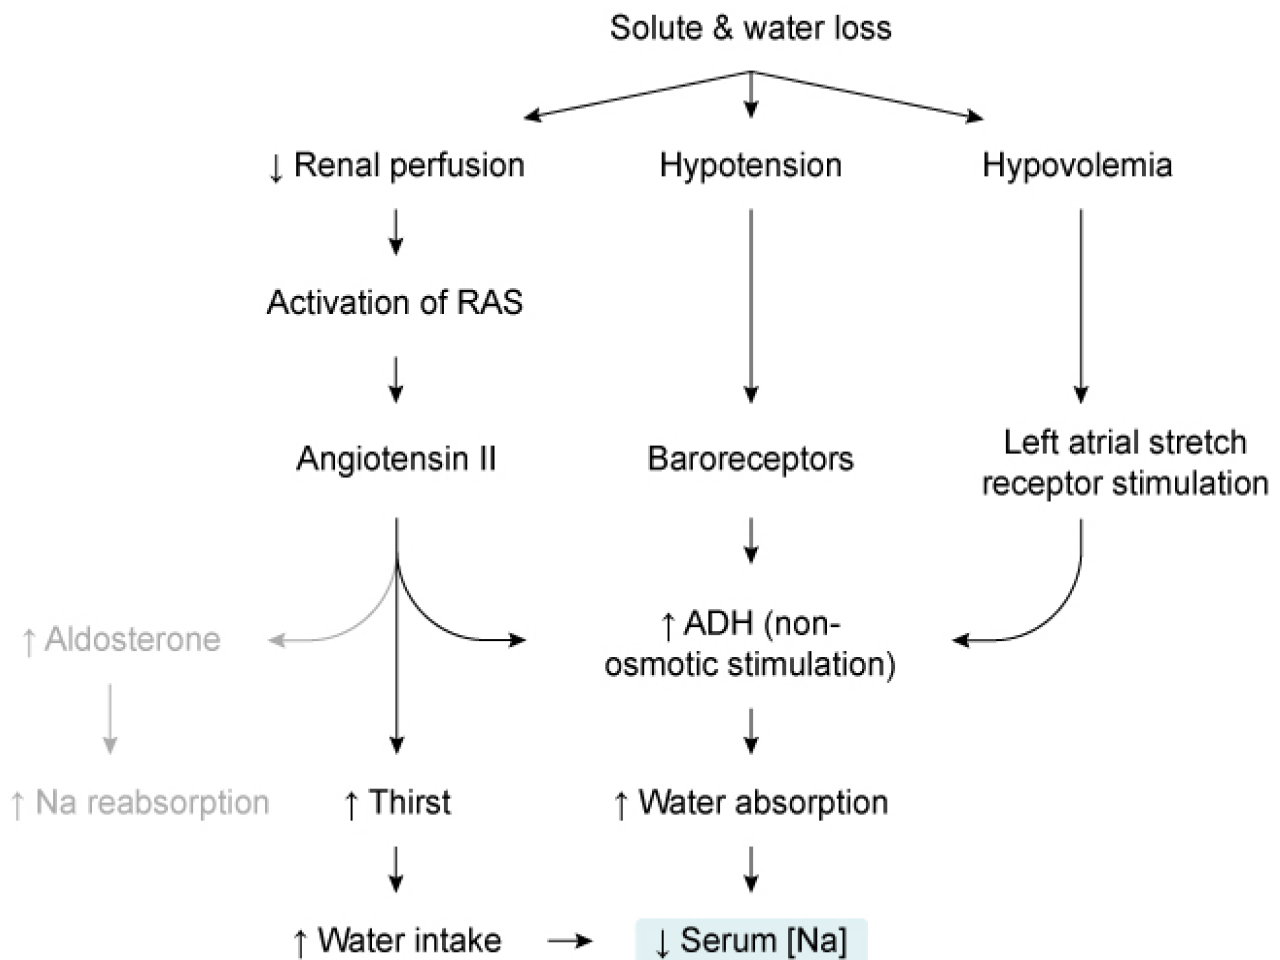 Solute & water loss
↓ Renal perfusion
Hypotension
Hypovolemia
Activation of RAS
Angiotensin II
Baroreceptors
Left atrial stretch
receptor stimulation
↑ Aldosterone
↑ ADH (non-
osmotic stimulation)
↑ Na reabsorption
↑ Thirst
↑ Water absorption
↑ Water intake
↓ Serum [Na]